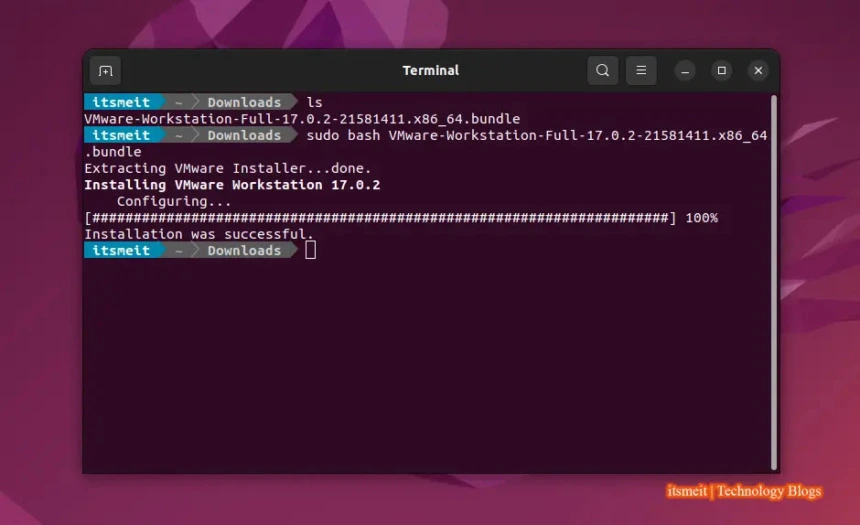 Terminal
itsmeit ~ Downloads ls
VMware-Workstation-Full-17.0.2-21581411.x86_64.bundle
itsmeit ~ Downloads sudo bash VMware-Workstation-Full-17.0.2-21581411.x86_64
.bundle
Extracting VMware Installer...done.
Installing VMware Workstation 17.0.2
    Configuring...
[######################################################################] 100%
Installation was successful.
itsmeit ~ Downloads
itsmeit | Technology Blogs